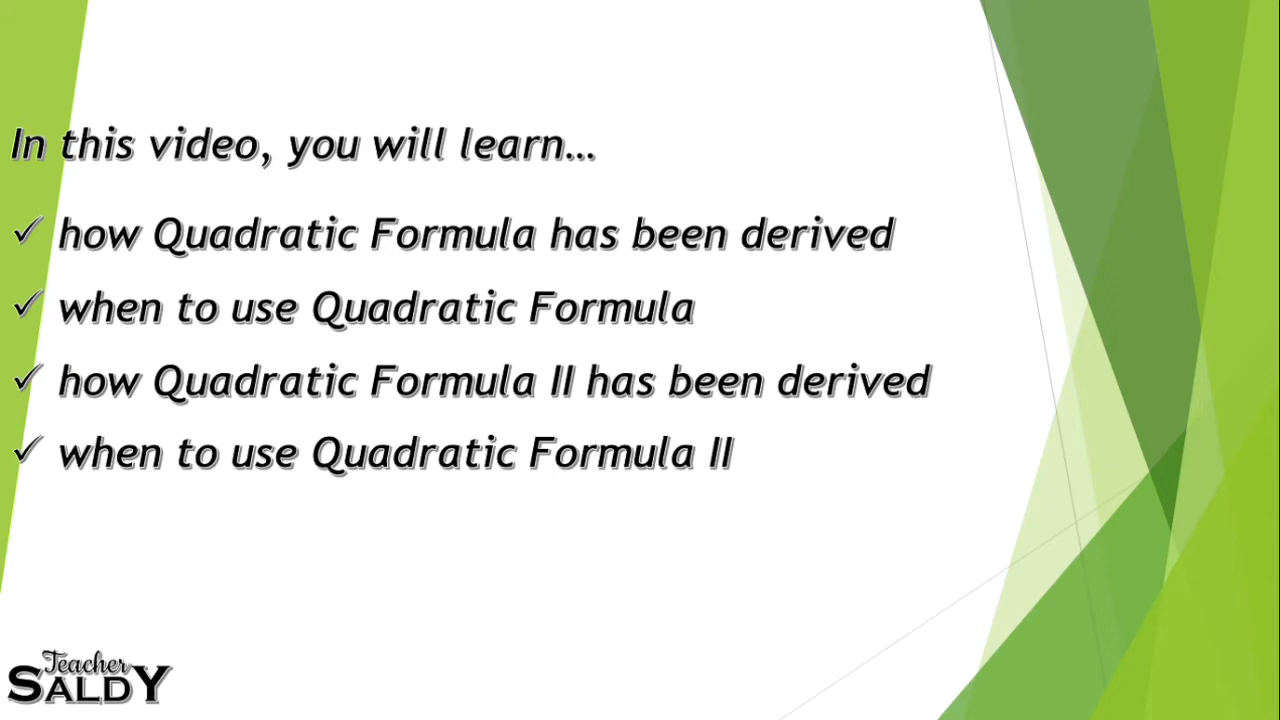 In this video, you will learn…
✓ how Quadratic Formula has been derived
✓ when to use Quadratic Formula
✓ how Quadratic Formula II has been derived
✓ when to use Quadratic Formula II
Teacher
SALDY